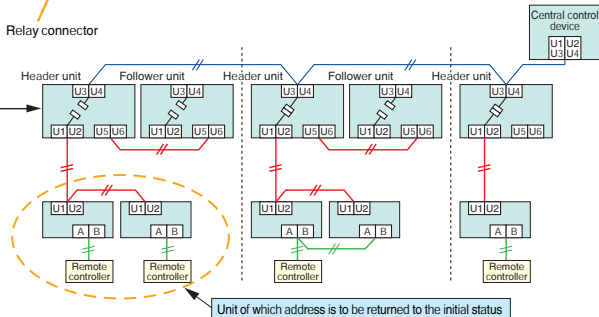 Relay connector
Central control
device
U1 U2
U3 U4
Header unit
Follower unit
Header unit
Follower unit
Header unit
U3 U4
U3 U4
U3 U4
U3 U4
U3 U4
U1 U2
U5 U6
U1 U2
U5 U6
U1 U2
U5 U6
U1 U2
U5 U6
U1 U2
U5 U6
U1 U2
U1 U2
U1 U2
U1 U2
U1 U2
A B
A B
A B
A B
A B
Remote
controller
Remote
controller
Remote
controller
Remote
controller
Unit of which address is to be returned to the initial status